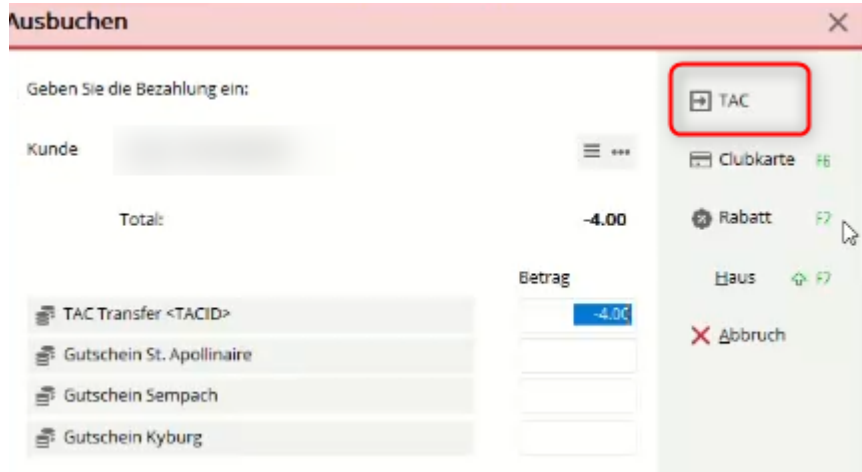 Ausbuchen
Geben Sie die Bezahlung ein:
Kunde
Total: -4.00
Betrag
TAC Transfer <TACID> -4.00
Gutschein St. Apollinaire
Gutschein Sempach
Gutschein Kyburg
TAC
Clubkarte F6
Rabatt F7
Haus F7
Abbruch